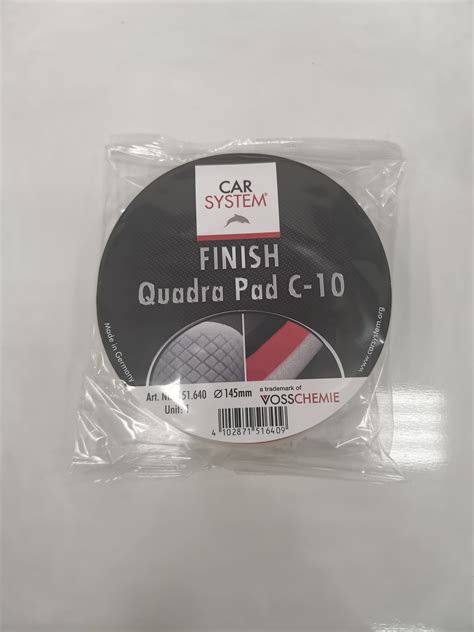 CAR
SYSTEM®
FINISH
Quadra Pad C-10
Made in Germany
www.carsystem.org
Art. 51.640 Ø 145mm
Unit:
a trademark of
VOSSCHEMIE
4 102871 516409